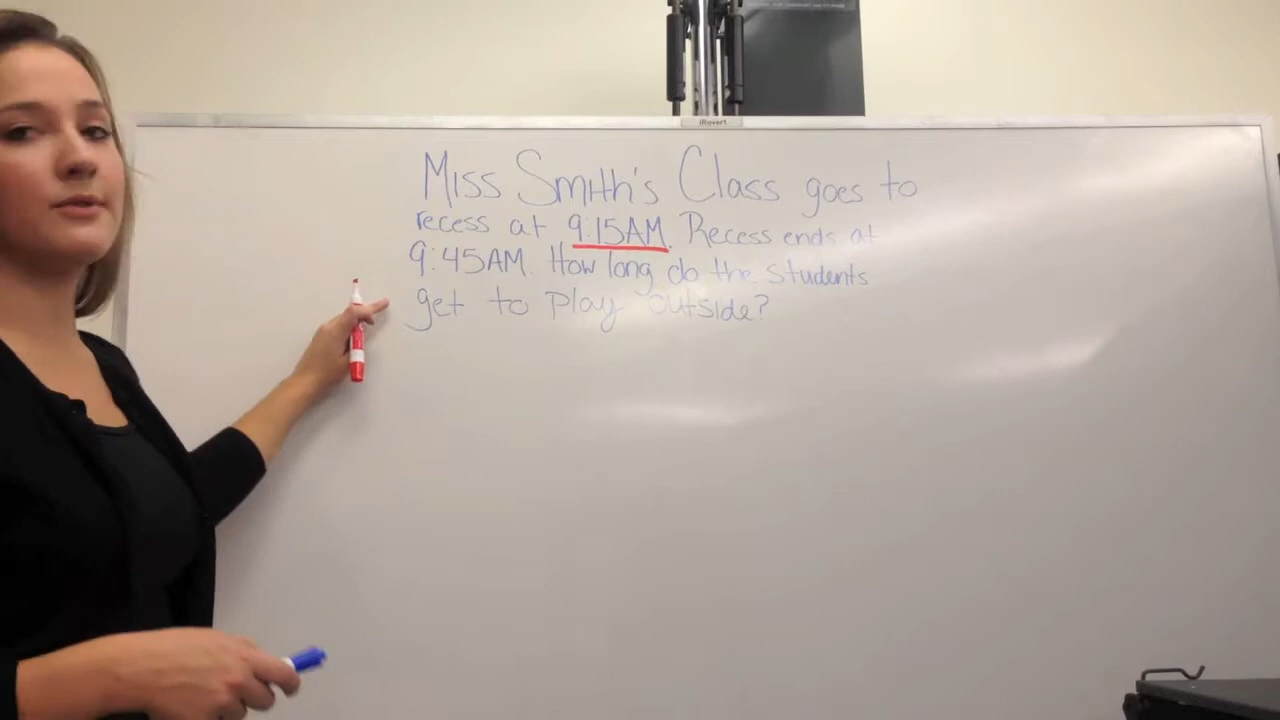 Miss Smith's Class goes to
recess at 9:15AM. Recess ends at
9:45AM. How long do the students
get to play outside?